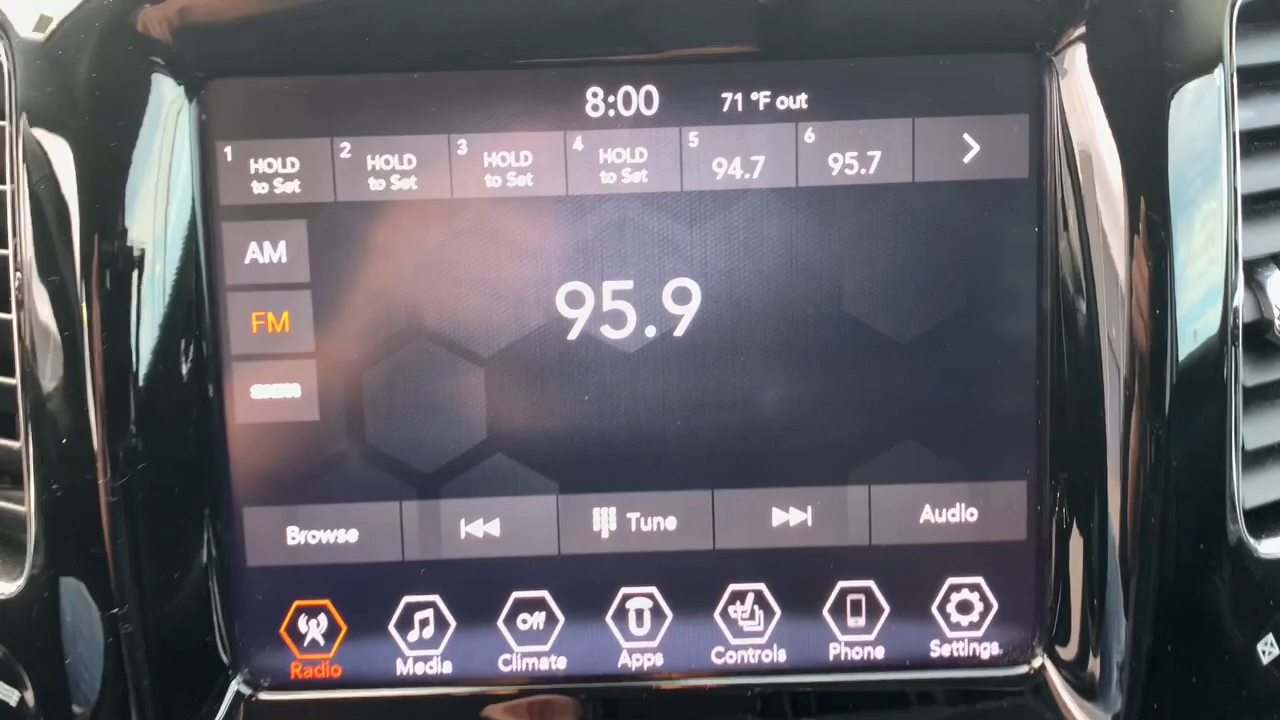 8:00 71 °F out
1 HOLD to Set
2 HOLD to Set
3 HOLD to Set
4 HOLD to Set
5 94.7
6 95.7
AM
FM
95.9
Browse
Tune
Audio
Off
Radio
Media
Climate
Apps
Controls
Phone
Settings